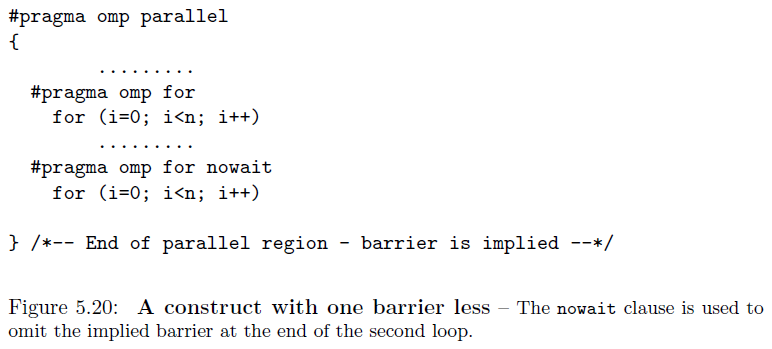 #pragma omp parallel
{
.........
#pragma omp for
for (i=0; i<n; i++)
.........
#pragma omp for nowait
for (i=0; i<n; i++)
} /*-- End of parallel region - barrier is implied --*/
Figure 5.20: A construct with one barrier less – The nowait clause is used to
omit the implied barrier at the end of the second loop.